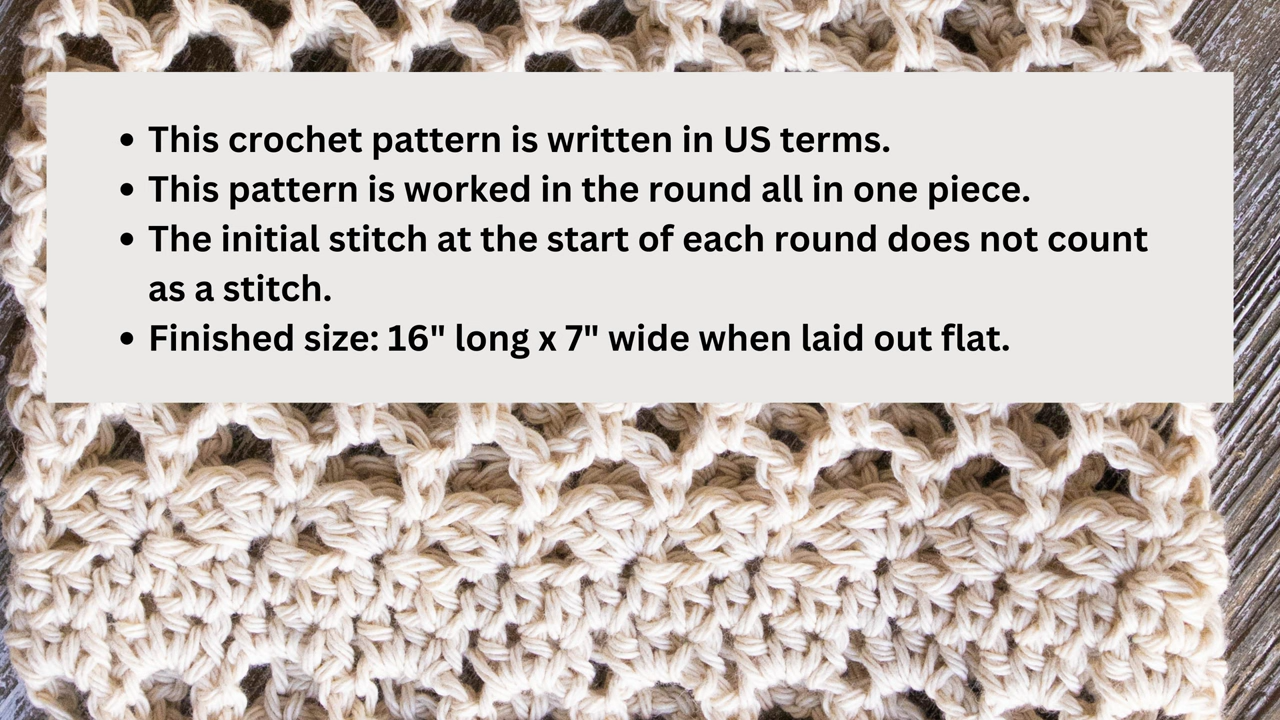 • This crochet pattern is written in US terms.
• This pattern is worked in the round all in one piece.
• The initial stitch at the start of each round does not count
as a stitch.
• Finished size: 16" long x 7" wide when laid out flat.